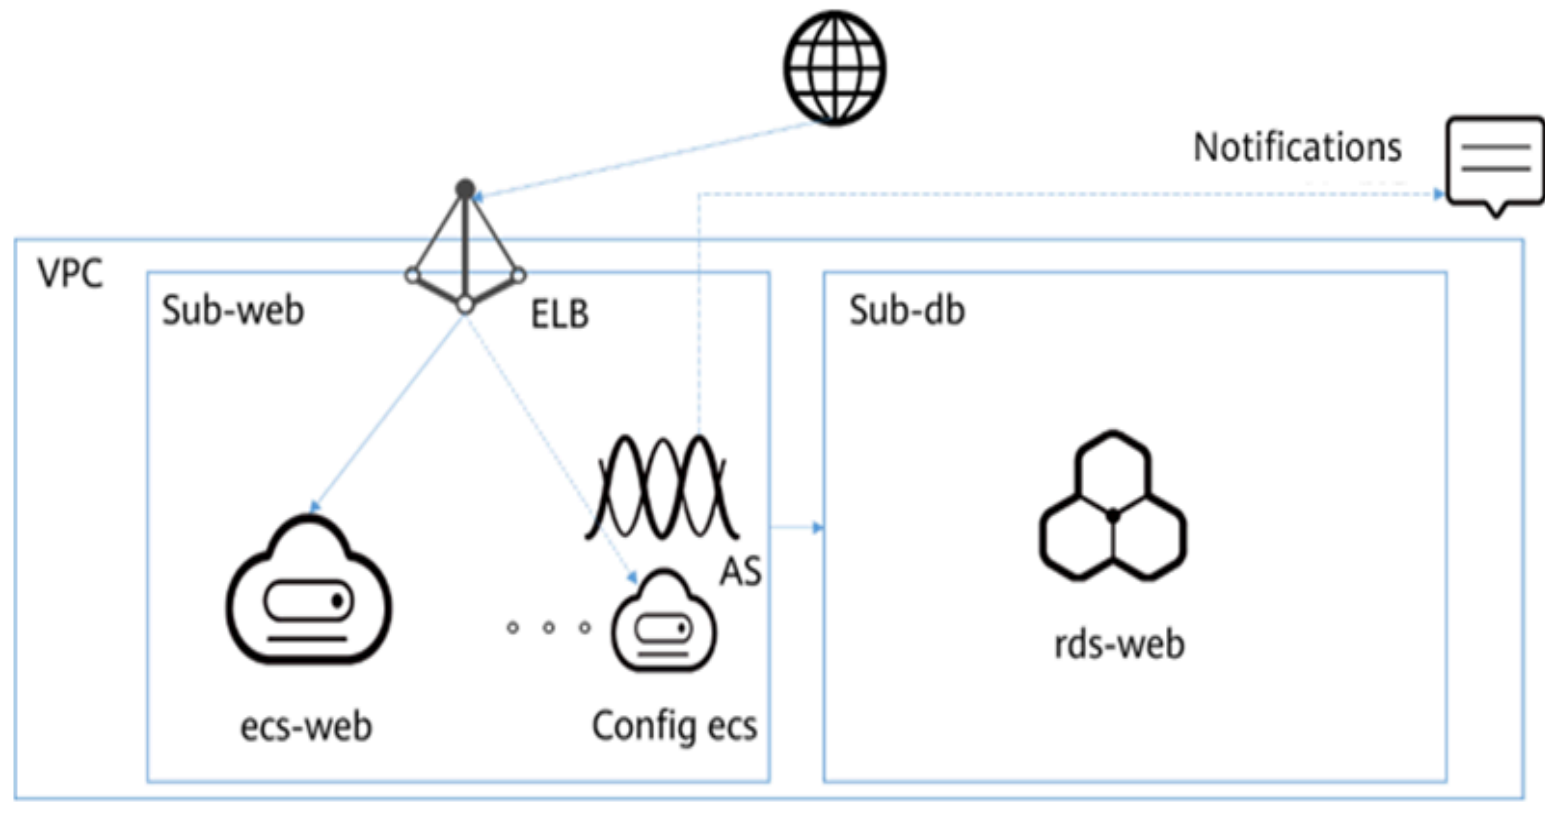 Notifications
VPC
Sub-web
ELB
Sub-db
AS
rds-web
ecs-web
Config ecs